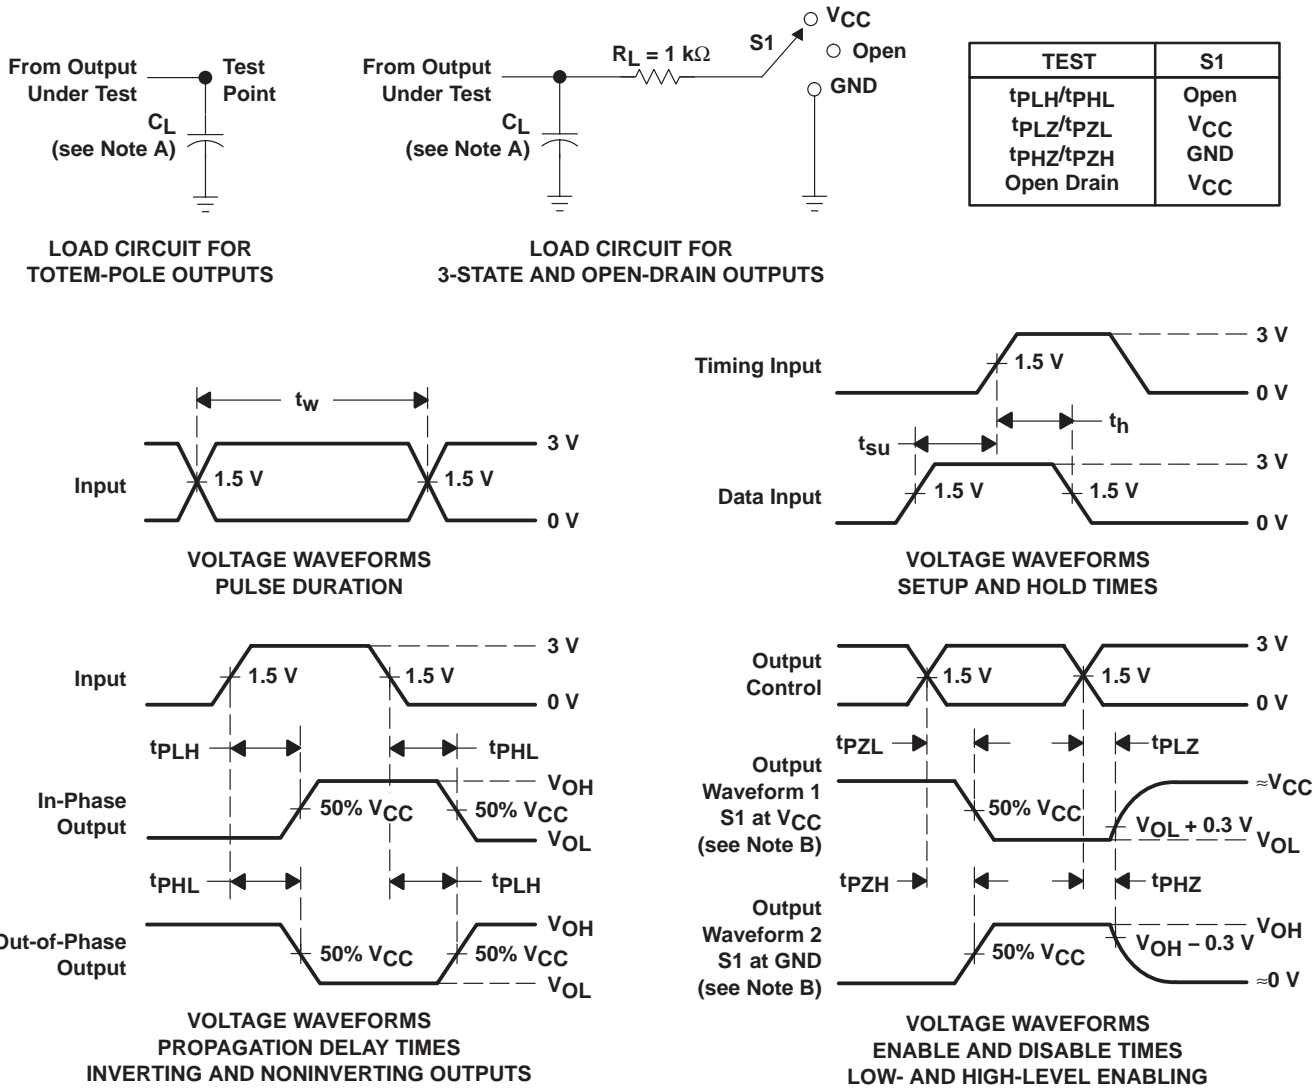 From Output
Under Test
Test
Point
CL
(see Note A)
LOAD CIRCUIT FOR
TOTEM-POLE OUTPUTS
From Output
Under Test
RL = 1 kΩ
S1
VCC
Open
GND
CL
(see Note A)
LOAD CIRCUIT FOR
3-STATE AND OPEN-DRAIN OUTPUTS
TEST S1
tPLH/tPHL Open
tPLZ/tPZL VCC
tPHZ/tPZH GND
Open Drain VCC
tw
Input
1.5 V
1.5 V
3 V
0 V
VOLTAGE WAVEFORMS
PULSE DURATION
Timing Input
1.5 V
3 V
0 V
th
tsu
Data Input
1.5 V
1.5 V
3 V
0 V
VOLTAGE WAVEFORMS
SETUP AND HOLD TIMES
Input
1.5 V
1.5 V
3 V
0 V
tPLH
tPHL
In-Phase
Output
50% VCC
50% VCC
VOH
VOL
tPHL
tPLH
Out-of-Phase
Output
50% VCC
50% VCC
VOH
VOL
VOLTAGE WAVEFORMS
PROPAGATION DELAY TIMES
INVERTING AND NONINVERTING OUTPUTS
Output
Control
1.5 V
1.5 V
3 V
0 V
tPZL
tPLZ
Output
Waveform 1
S1 at VCC
(see Note B)
50% VCC
VOL + 0.3 V
≈VCC
VOL
tPZH
tPHZ
Output
Waveform 2
S1 at GND
(see Note B)
50% VCC
VOH − 0.3 V
VOH
≈0 V
VOLTAGE WAVEFORMS
ENABLE AND DISABLE TIMES
LOW- AND HIGH-LEVEL ENABLING